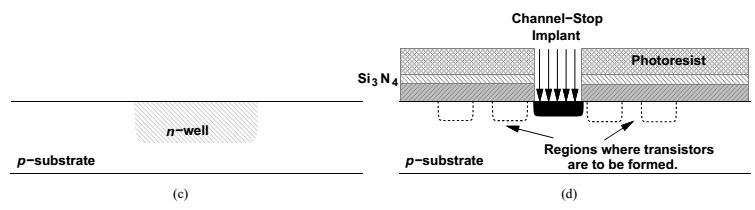 n−well
p−substrate
(c)
Channel−Stop
Implant
Photoresist
Si3N4
Regions where transistors
are to be formed.
p−substrate
(d)